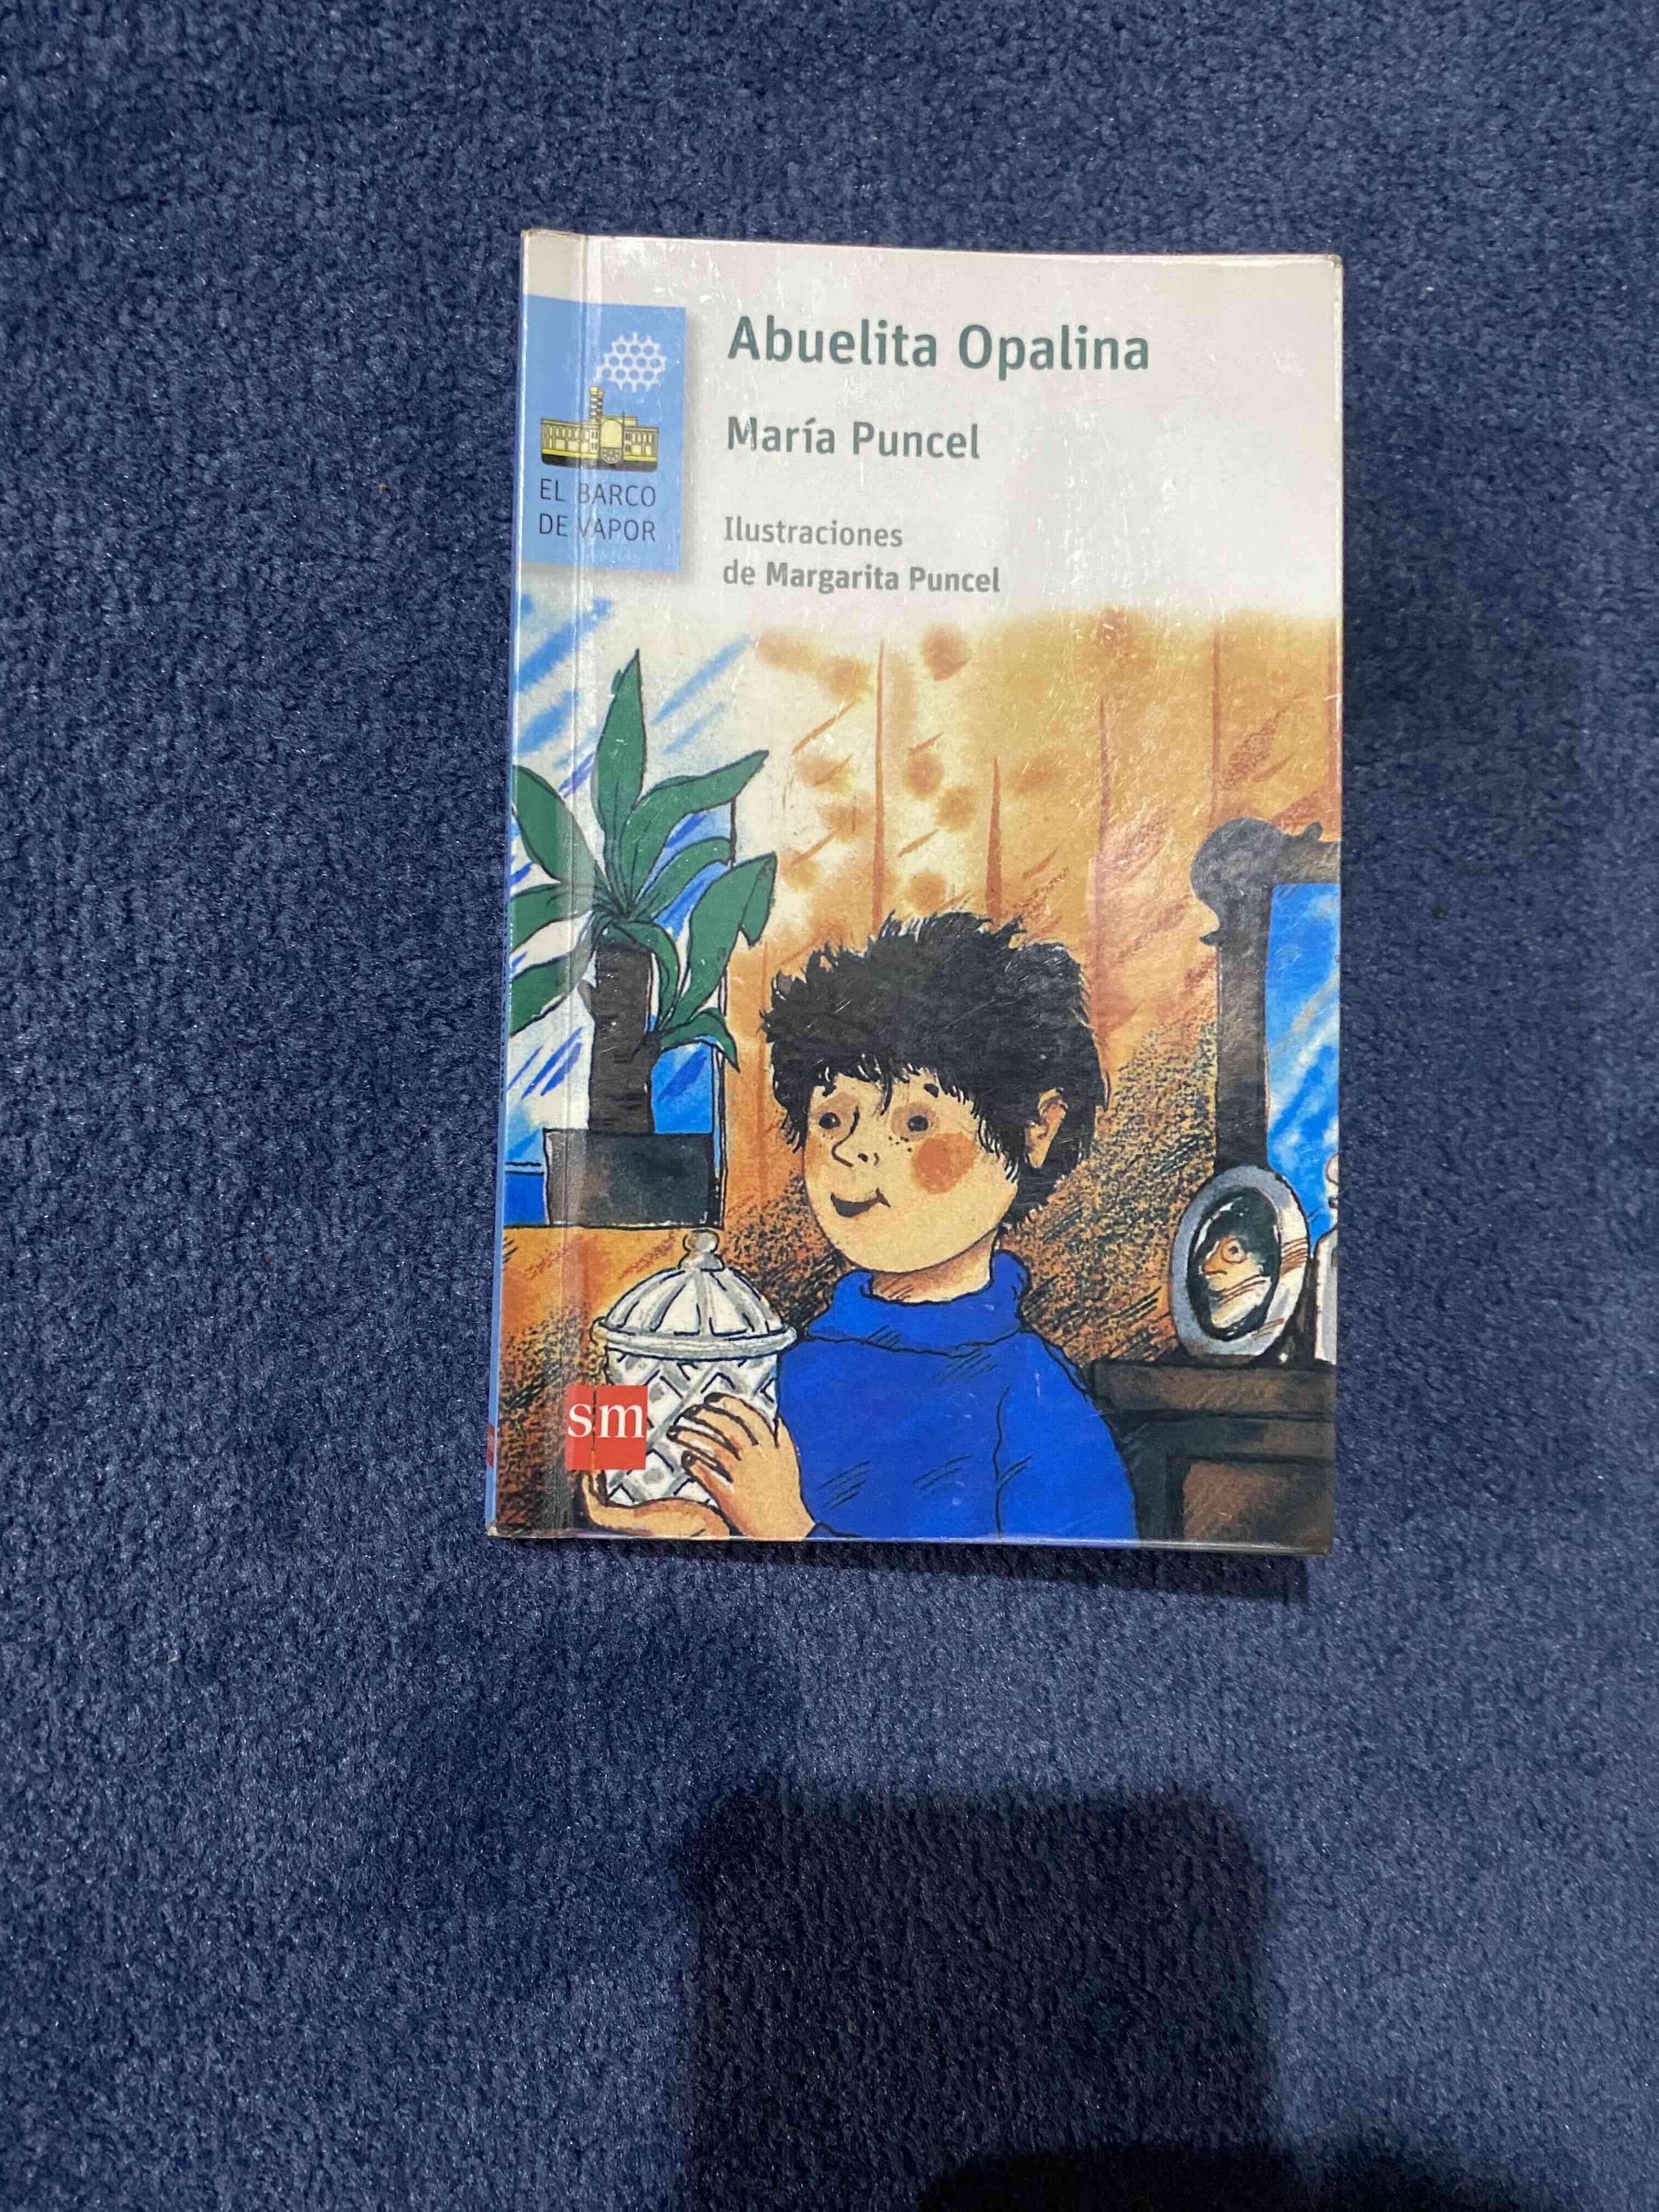 Abuelita Opalina
María Puncel
Ilustraciones
de Margarita Puncel
EL BARCO
DE VAPOR
sm